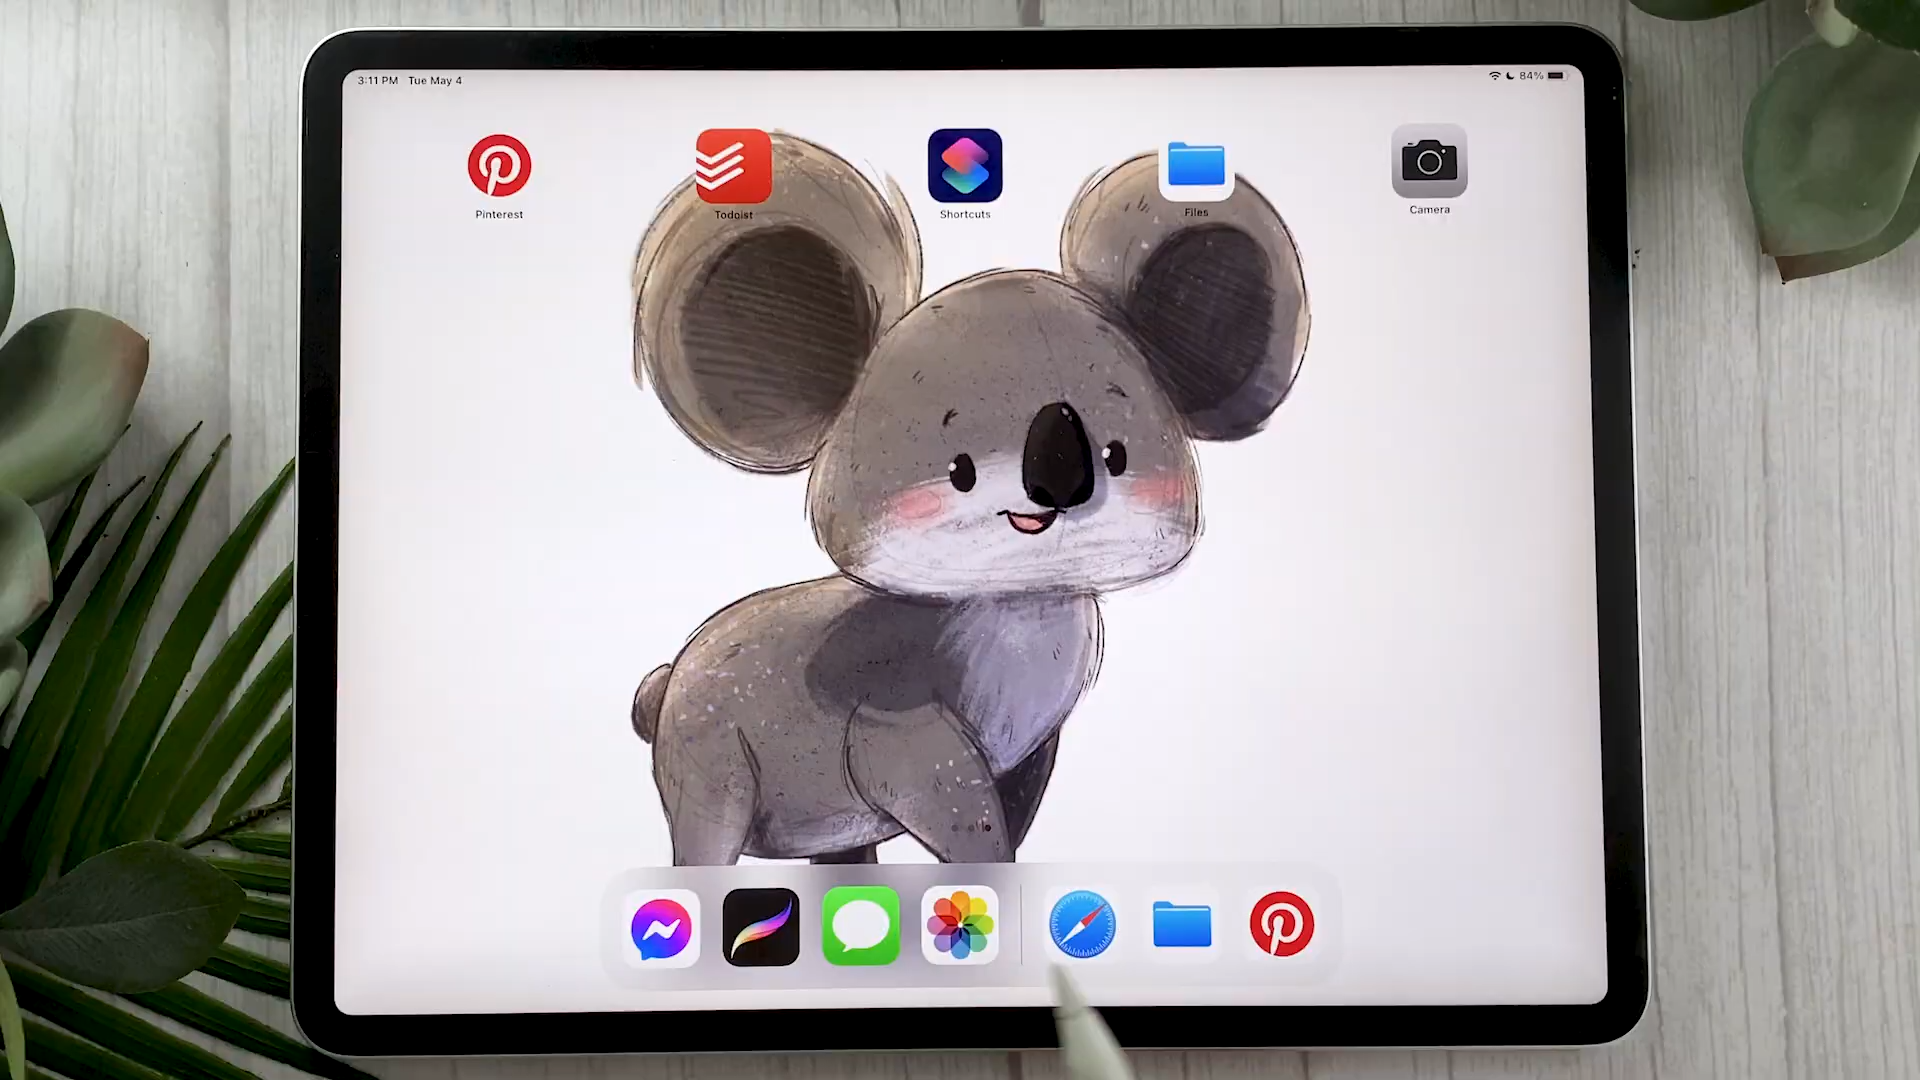 3:11 PM Tue May 4
84%
Pinterest
Todoist
Shortcuts
Files
Camera